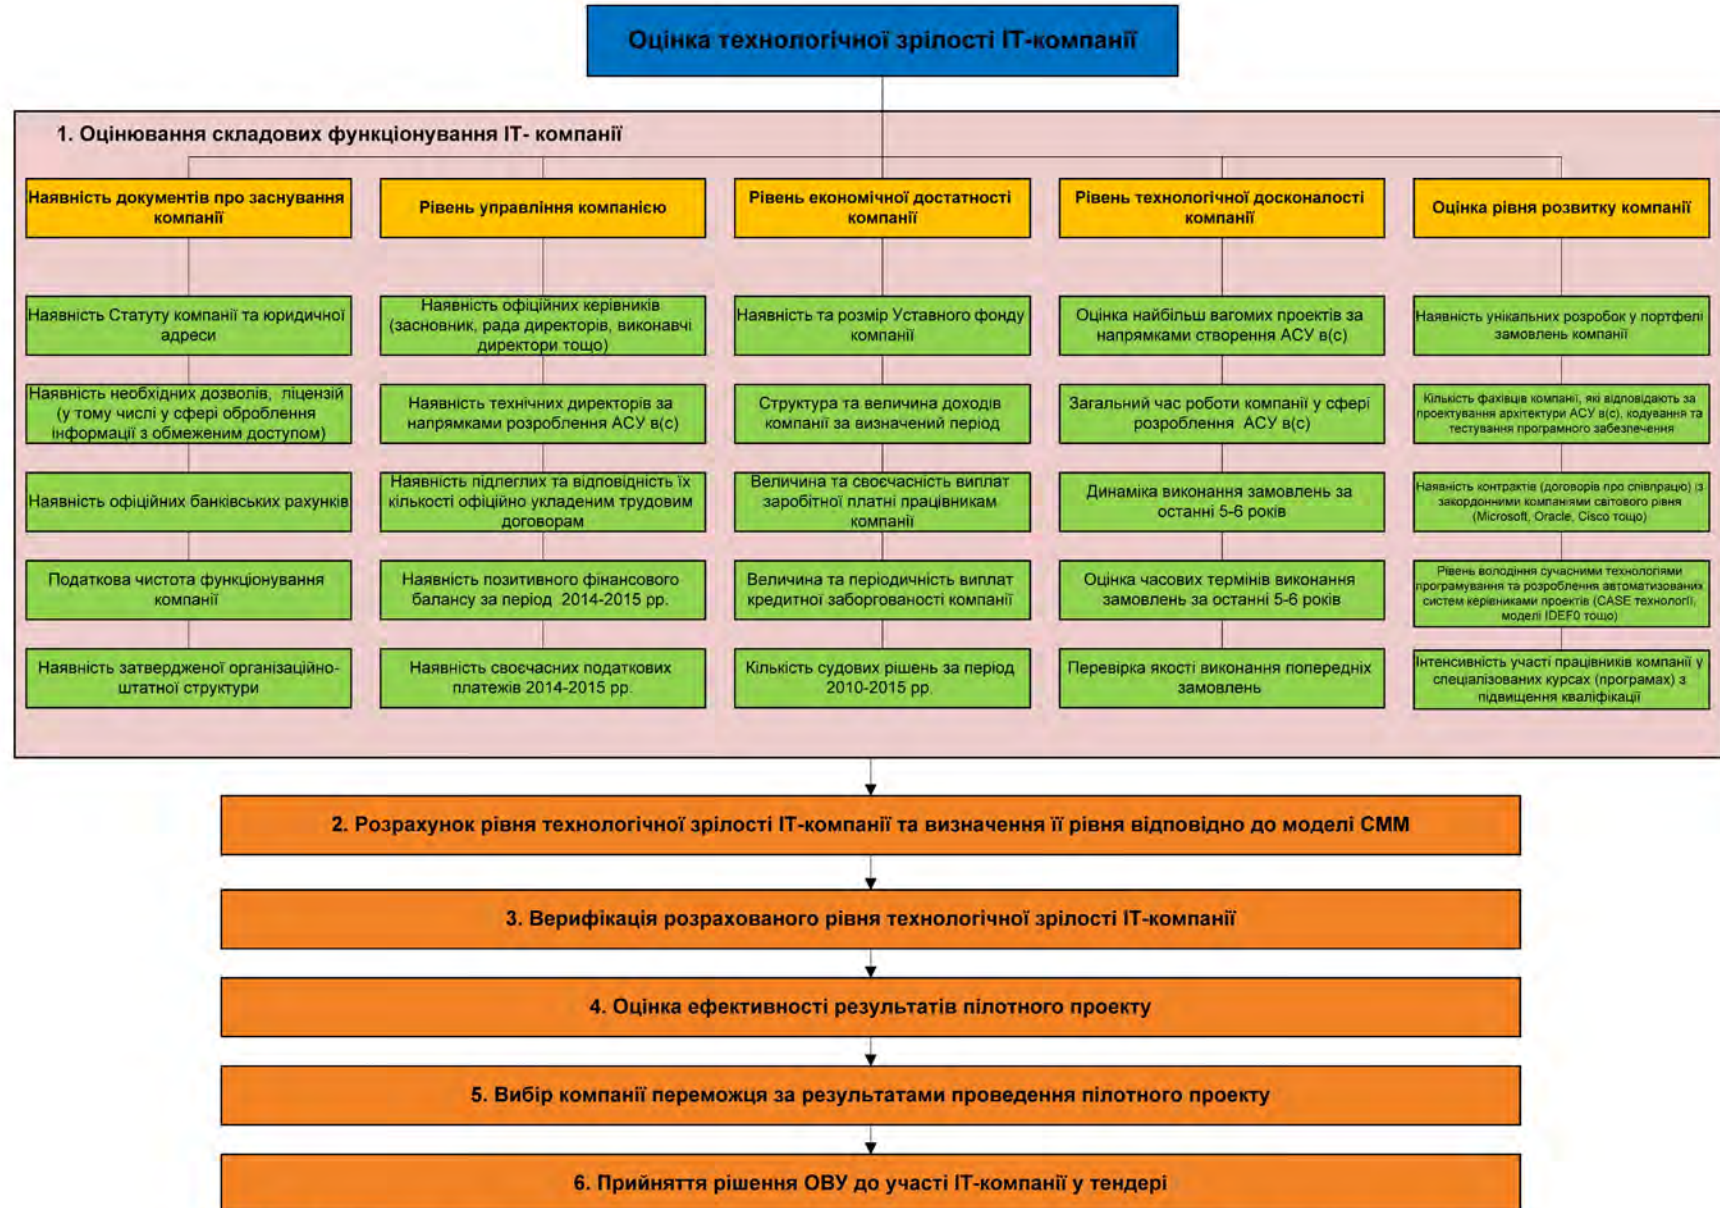 Оцінка технологічної зрілості ІТ-компанії
1. Оцінювання складових функціонування ІТ- компанії
Наявність документів про заснування
компанії
Рівень управління компанією
Рівень економічної достатності
компанії
Рівень технологічної досконалості
компанії
Оцінка рівня розвитку компанії
Наявність Статуту компанії та юридичної
адреси
Наявність офіційних керівників
(засновник, рада директорів, виконавчі
директори тощо)
Наявність та розмір Уставного фонду
компанії
Оцінка найбільш вагомих проектів за
напрямками створення АСУ в(с)
Наявність унікальних розробок у портфелі
замовлень компанії
Наявність необхідних дозволів, ліцензій
(у тому числі у сфері оброблення
інформації з обмеженим доступом)
Наявність технічних директорів за
напрямками розроблення АСУ в(с)
Структура та величина доходів
компанії за визначений період
Загальний час роботи компанії у сфері
розроблення АСУ в(с)
Кількість фахівців компанії, які відповідають за
проектування архітектури АСУ в(с), кодування та
тестування програмного забезпечення
Наявність офіційних банківських рахунків
Наявність підлеглих та відповідність їх
кількості офіційно укладеним трудовим
договорам
Величина та своєчасність виплат
заробітної платні працівникам
компанії
Динаміка виконання замовлень за
останні 5-6 років
Наявність контрактів (договорів про співпрацю) із
закордонними компаніями світового рівня
(Microsoft, Oracle, Cisco тощо)
Податкова чистота функціонування
компанії
Наявність позитивного фінансового
балансу за період 2014-2015 рр.
Величина та періодичність виплат
кредитної заборгованості компанії
Оцінка часових термінів виконання
замовлень за останні 5-6 років
Рівень володіння сучасними технологіями
програмування та розроблення автоматизованих
систем керівниками проектів (CASE технології,
моделі IDEF0 тощо)
Наявність затвердженої організаційно-
штатної структури
Наявність своєчасних податкових
платежів 2014-2015 рр.
Кількість судових рішень за період
2010-2015 рр.
Перевірка якості виконання попередніх
замовлень
Інтенсивність участі працівників компанії у
спеціалізованих курсах (програмах) з
підвищення кваліфікації
2. Розрахунок рівня технологічної зрілості ІТ-компанії та визначення її рівня відповідно до моделі СММ
3. Верифікація розрахованого рівня технологічної зрілості ІТ-компанії
4. Оцінка ефективності результатів пілотного проекту
5. Вибір компанії переможця за результатами проведення пілотного проекту
6. Прийняття рішення ОВУ до участі ІТ-компанії у тендері